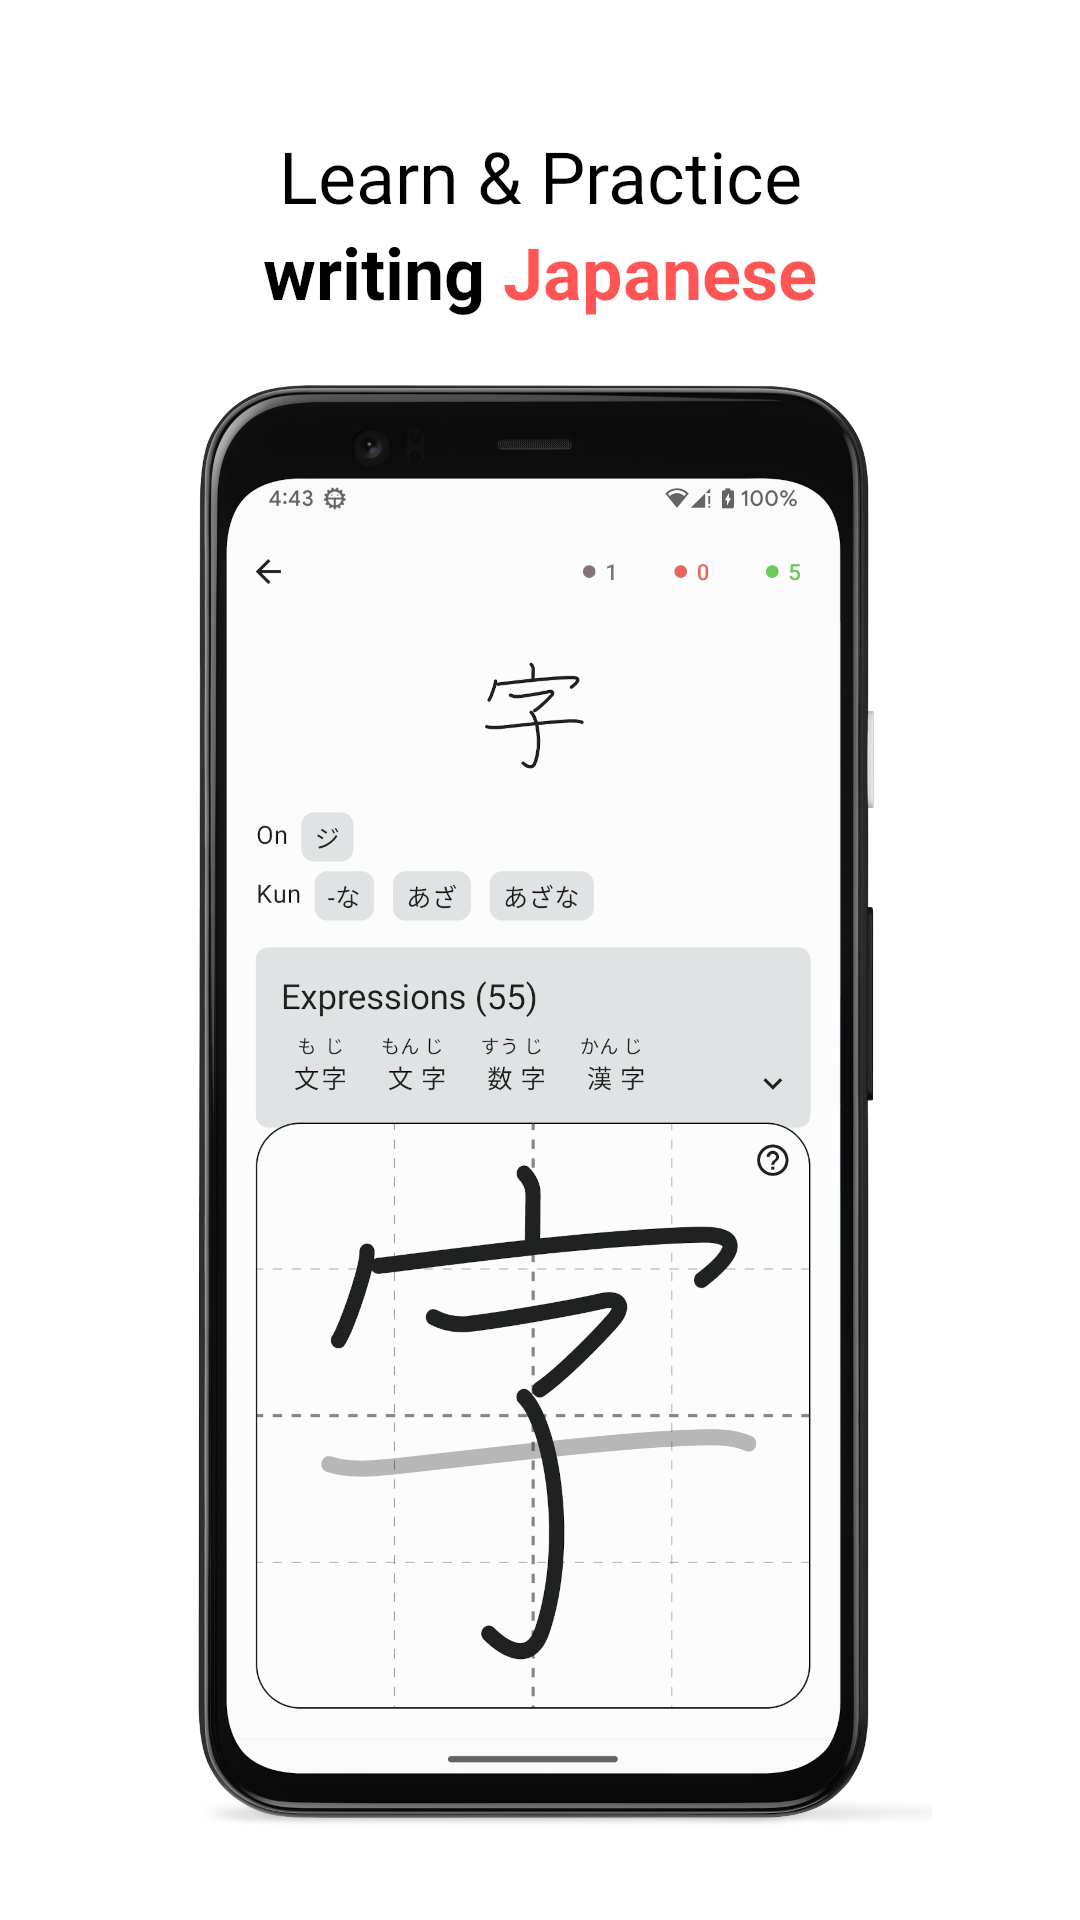 Learn & Practice
writing Japanese
4:43 100%
1 0 5
字
On ジ
Kun -な あざ あざな
Expressions (55)
もじ もんじ すうじ かんじ
文字 文字 数字 漢字
?
字